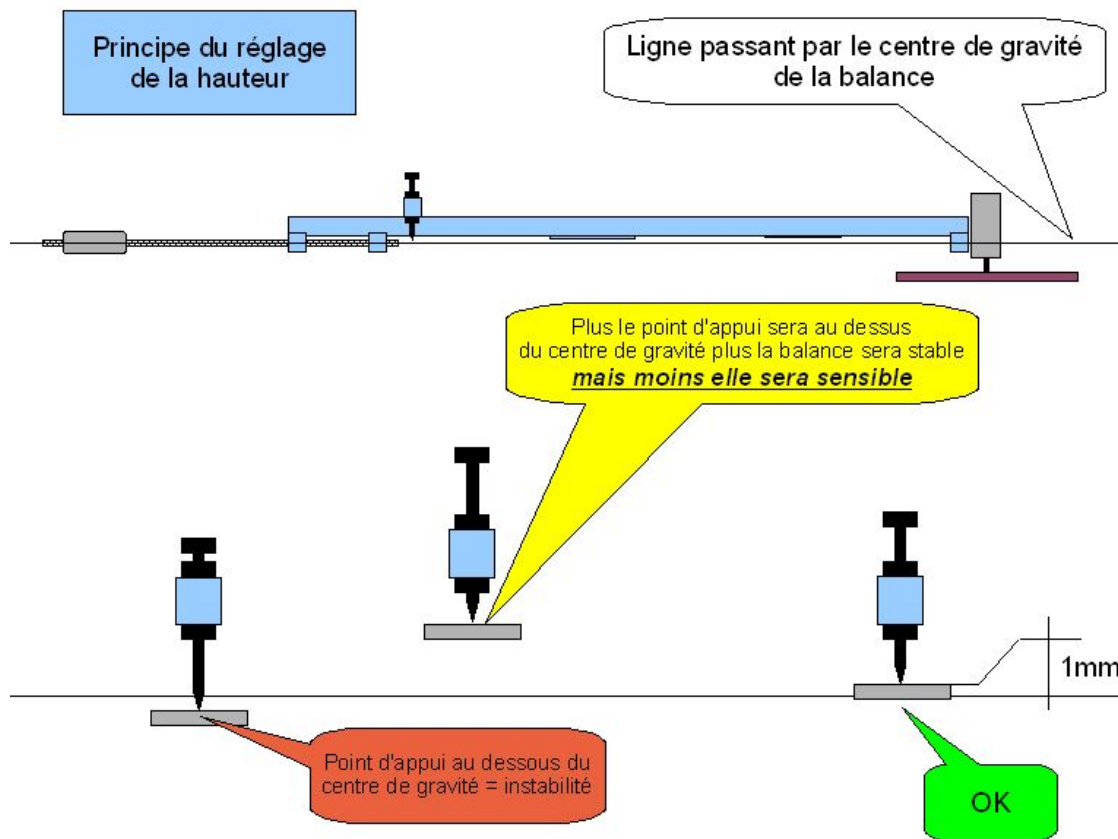 Principe du réglage
de la hauteur
Ligne passant par le centre de gravité
de la balance
Plus le point d'appui sera au dessus
du centre de gravité plus la balance sera stable
mais moins elle sera sensible
1mm
Point d'appui au dessous du
centre de gravité = instabilité
OK